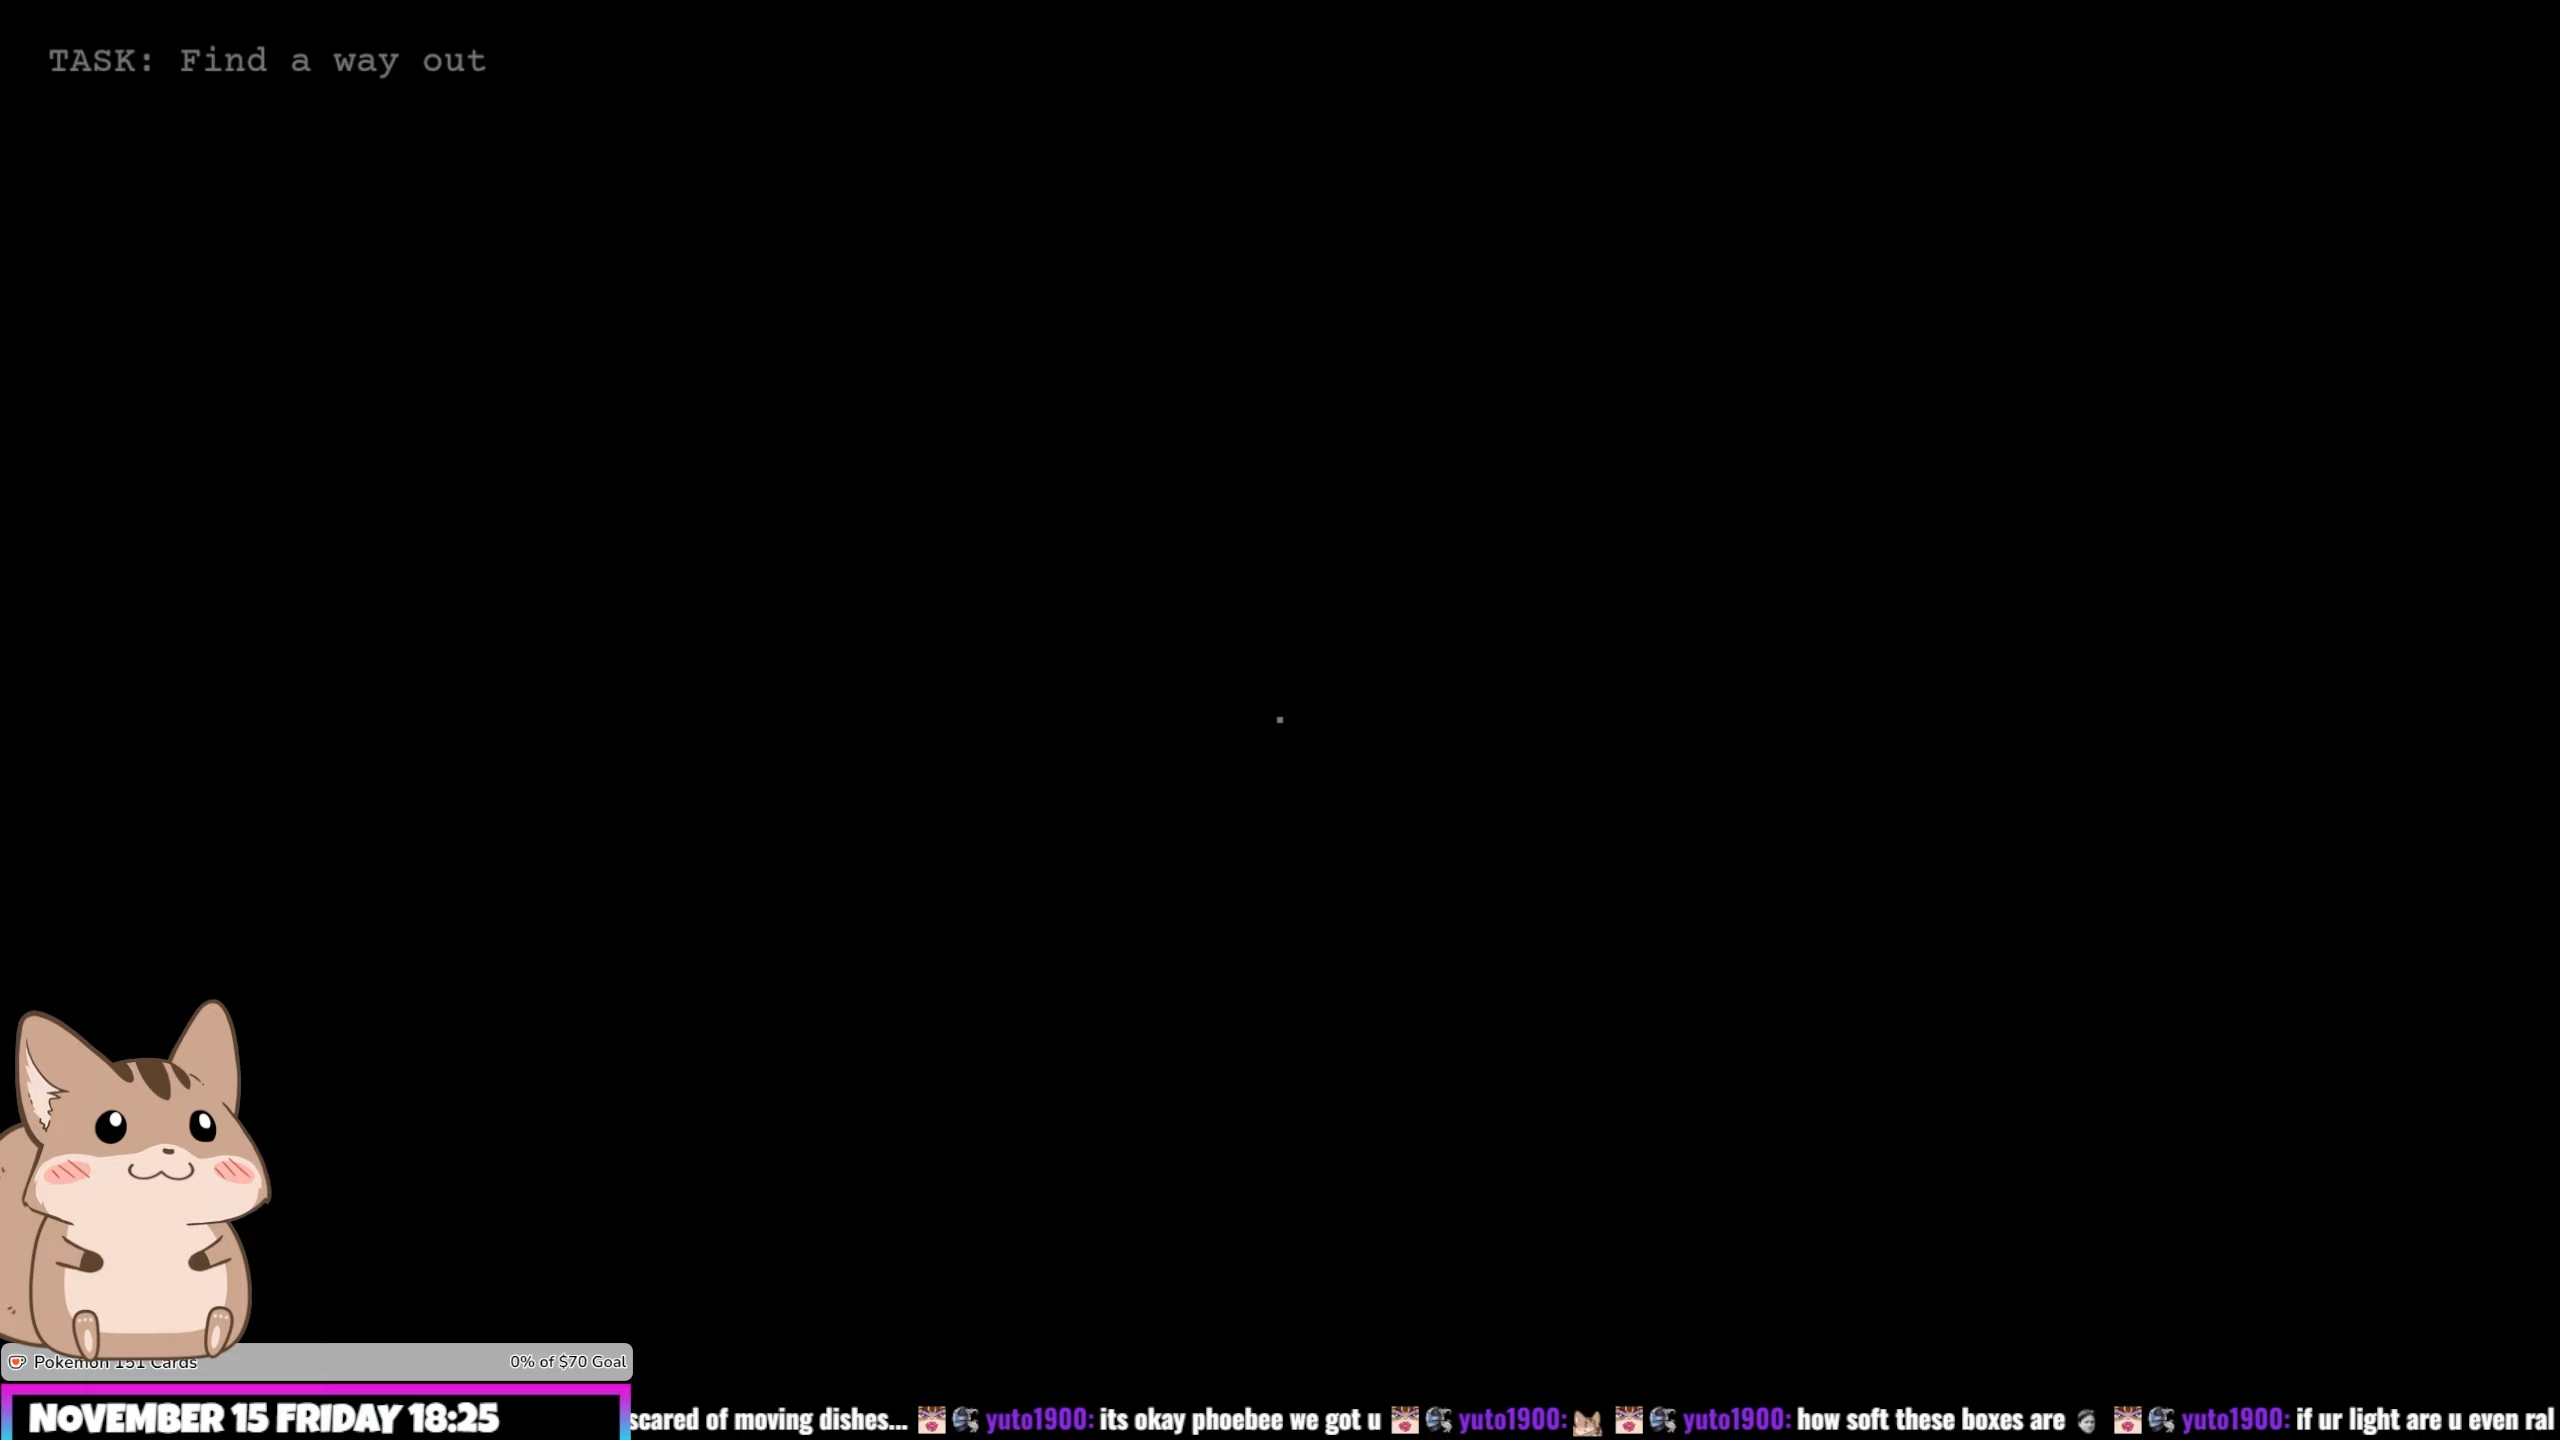 TASK: Find a way out
Pokemon 151 Cards
0% of $70 Goal
NOVEMBER 15 FRIDAY 18:25
scared of moving dishes... yuto1900: its okay phoebee we got u yuto1900: yuto1900: how soft these boxes are yuto1900: if ur light are u even ral